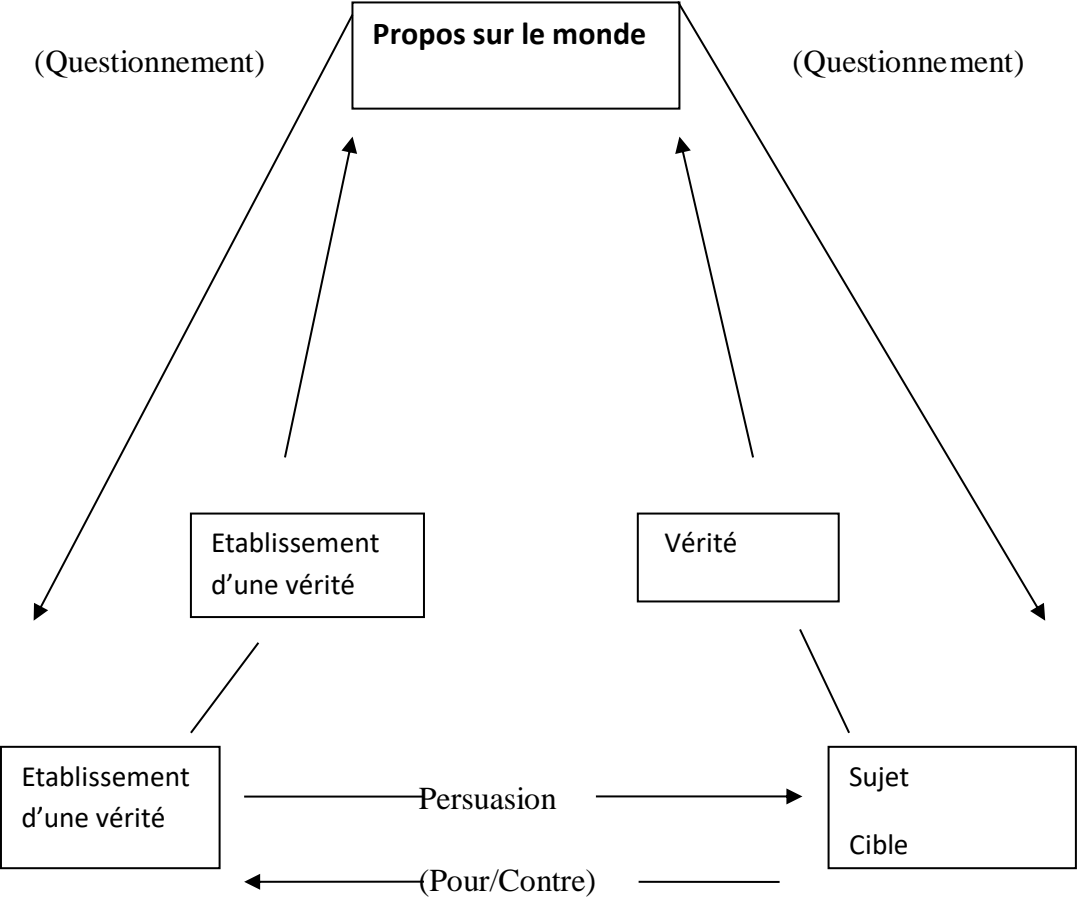 Propos sur le monde
(Questionnement)
(Questionnement)
Etablissement
d’une vérité
Vérité
Etablissement
d’une vérité
Persuasion
Sujet
Cible
(Pour/Contre)